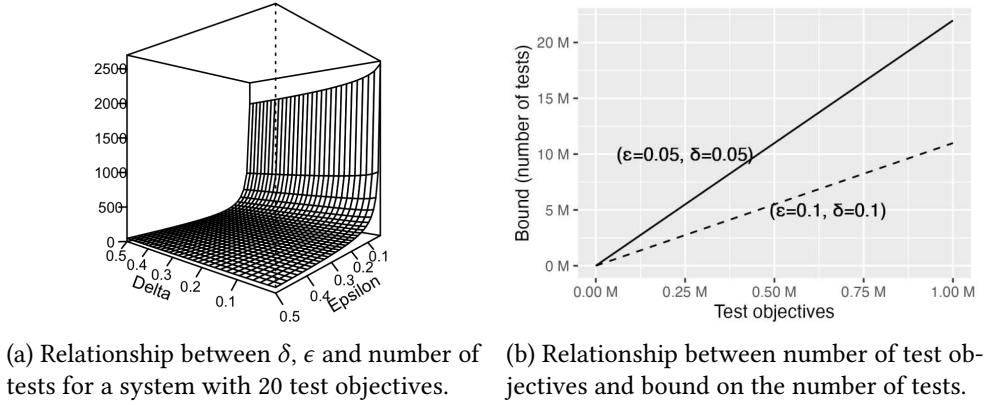 2500
2000
1500
1000
500
0
0.5
0.4
0.3
0.2
0.1
Delta
0.1
0.2
0.3
0.4
0.5
Epsilon
Bound (number of tests)
20 M
15 M
10 M
5 M
0 M
(ε=0.05, δ=0.05)
(ε=0.1, δ=0.1)
0.00 M 0.25 M 0.50 M 0.75 M 1.00 M
Test objectives
(a) Relationship between δ, ϵ and number of
tests for a system with 20 test objectives.
(b) Relationship between number of test ob-
jectives and bound on the number of tests.